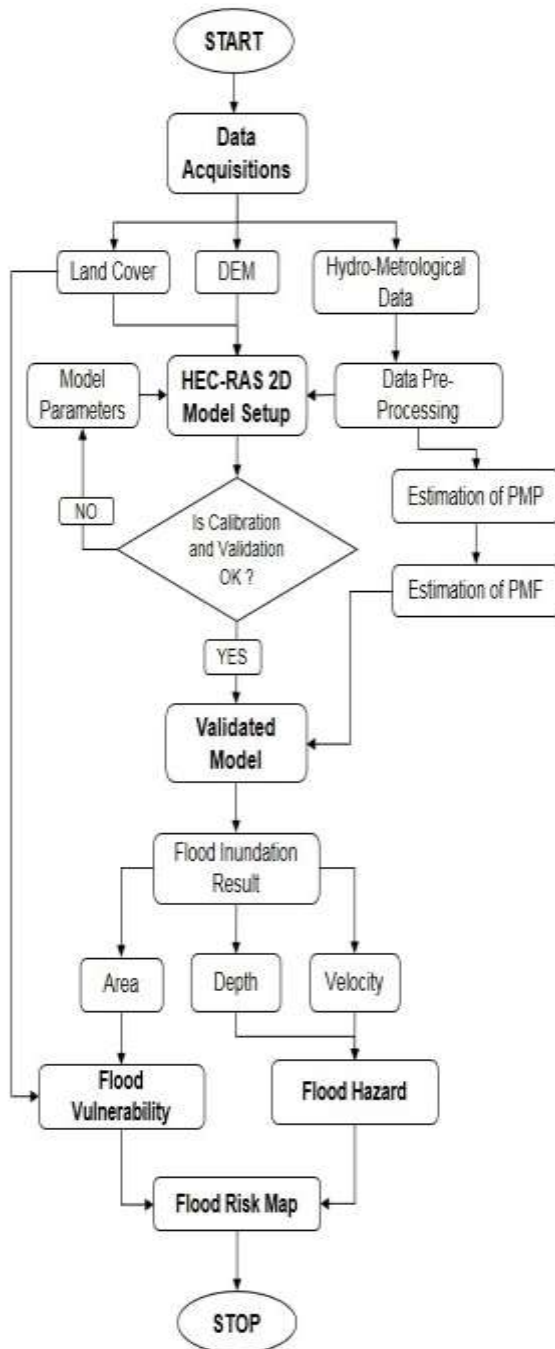 START
Data
Acquisitions
Land Cover
DEM
Hydro-Metrological
Data
Model
Parameters
HEC-RAS 2D
Model Setup
Data Pre-
Processing
NO
Is Calibration
and Validation
OK ?
Estimation of PMP
Estimation of PMF
YES
Validated
Model
Flood Inundation
Result
Area
Depth
Velocity
Flood
Vulnerability
Flood Hazard
Flood Risk Map
STOP